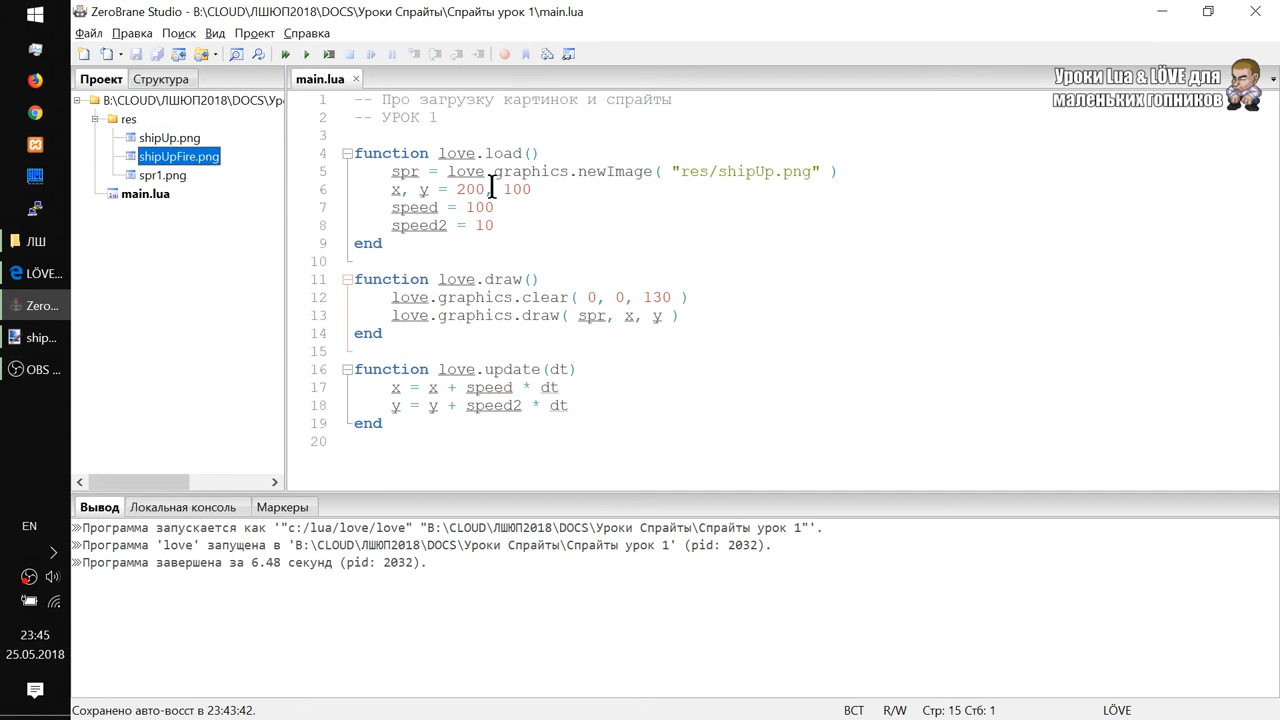 ZeroBrane Studio - B:\CLOUD\ЛШЮП2018\DOCS\Уроки Спрайты\Спрайты урок 1\main.lua
Файл Правка Поиск Вид Проект Справка
Проект Структура
main.lua
Уроки Lua & LÖVE для
маленьких гопников
B:\CLOUD\ЛШЮП2018\DOCS\Ур
res
shipUp.png
shipUpFire.png
spr1.png
main.lua
1 -- Про загрузку картинок и спрайты
2 -- УРОК 1
3
4 function love.load()
5 spr = love.graphics.newImage( "res/shipUp.png" )
6 x, y = 200, 100
7 speed = 100
8 speed2 = 10
9 end
10
11 function love.draw()
12 love.graphics.clear( 0, 0, 130 )
13 love.graphics.draw( spr, x, y )
14 end
15
16 function love.update(dt)
17 x = x + speed * dt
18 y = y + speed2 * dt
19 end
20
ЛШ
LÖVE...
Zero...
ship...
OBS ...
EN
23:45
25.05.2018
Вывод Локальная консоль Маркеры
Программа запускается как '"c:/lua/love/love" "B:\CLOUD\ЛШЮП2018\DOCS\Уроки Спрайты\Спрайты урок 1"'.
Программа 'love' запущена в 'B:\CLOUD\ЛШЮП2018\DOCS\Уроки Спрайты\Спрайты урок 1' (pid: 2032).
Программа завершена за 6.48 секунд (pid: 2032).
Сохранено авто-восст в 23:43:42. ВСТ R/W Стр: 15 Стб: 1 LÖVE